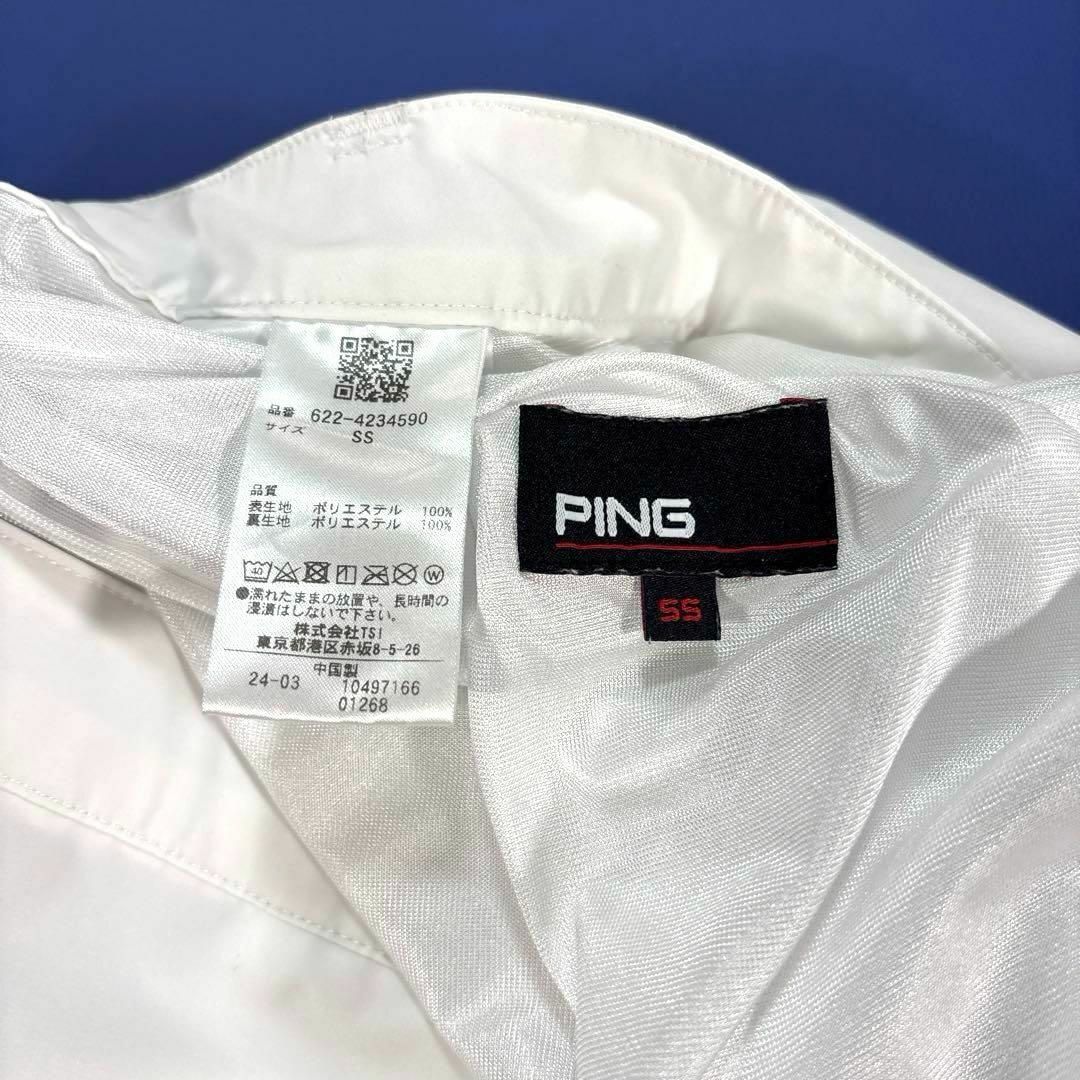 品番 622-4234590
サイズ SS
品質
表生地 ポリエステル 100%
裏生地 ポリエステル 100%
40
W
●濡れたままの放置や、長時間の
浸漬はしないで下さい。
株式会社TSI
東京都港区赤坂8-5-26
中国製
24-03 10497166
01268
PING
SS